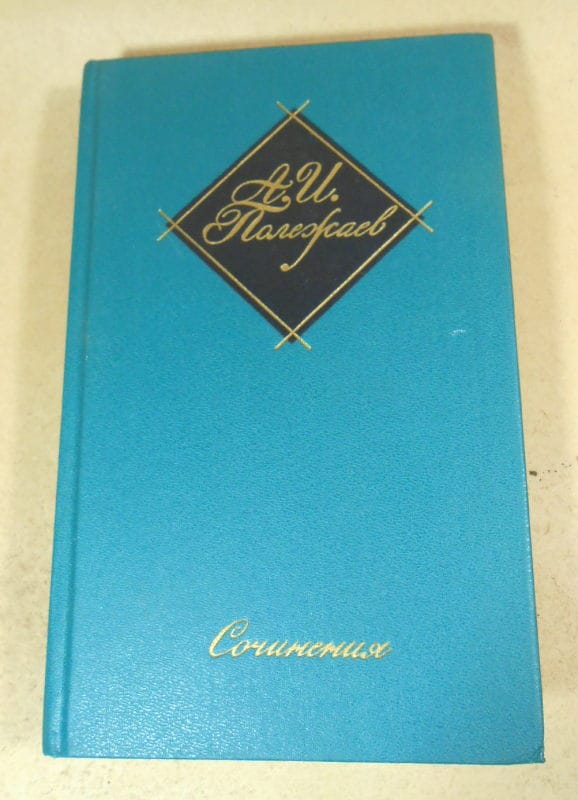 А. И.
Полежаев
Сочинения